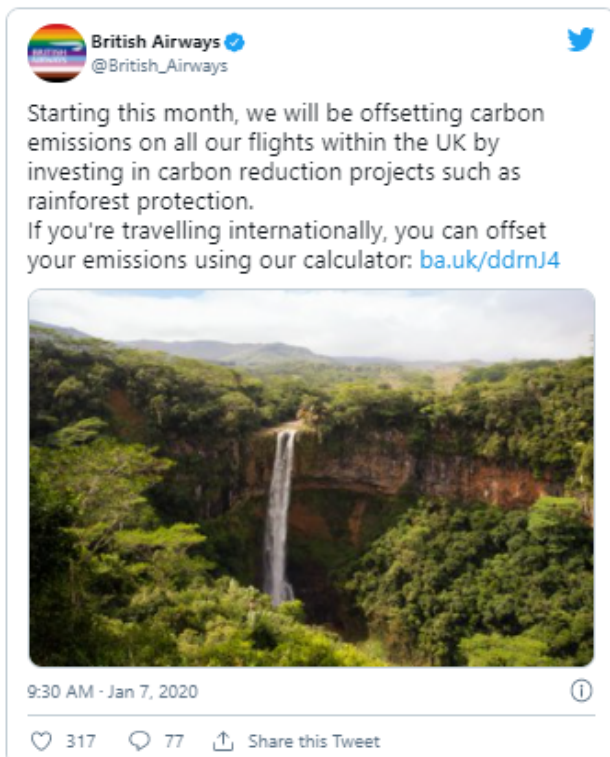 British Airways
@British_Airways
Starting this month, we will be offsetting carbon
emissions on all our flights within the UK by
investing in carbon reduction projects such as
rainforest protection.
If you're travelling internationally, you can offset
your emissions using our calculator: ba.uk/ddrnJ4
9:30 AM · Jan 7, 2020
317 77 Share this Tweet